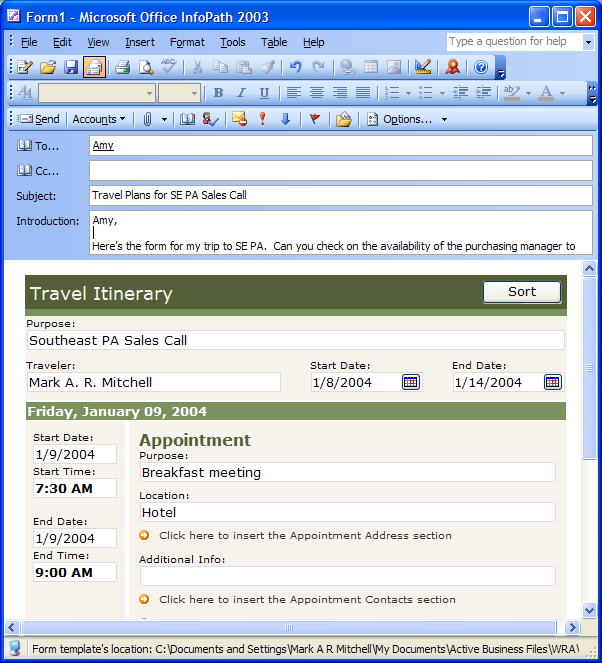 Form1 - Microsoft Office InfoPath 2003
File Edit View Insert Format Tools Table Help
Type a question for help
Send Accounts Options...
To... Amy
Cc...
Subject: Travel Plans for SE PA Sales Call
Introduction: Amy,
Here's the form for my trip to SE PA. Can you check on the availability of the purchasing manager to
Travel Itinerary Sort
Purpose:
Southeast PA Sales Call
Traveler: Start Date: End Date:
Mark A. R. Mitchell 1/8/2004 1/14/2004
Friday, January 09, 2004
Start Date:
1/9/2004
Start Time:
7:30 AM
End Date:
1/9/2004
End Time:
9:00 AM
Appointment
Purpose:
Breakfast meeting
Location:
Hotel
Click here to insert the Appointment Address section
Additional Info:
Click here to insert the Appointment Contacts section
Form template's location: C:\Documents and Settings\Mark A R Mitchell\My Documents\Active Business Files\WRA\